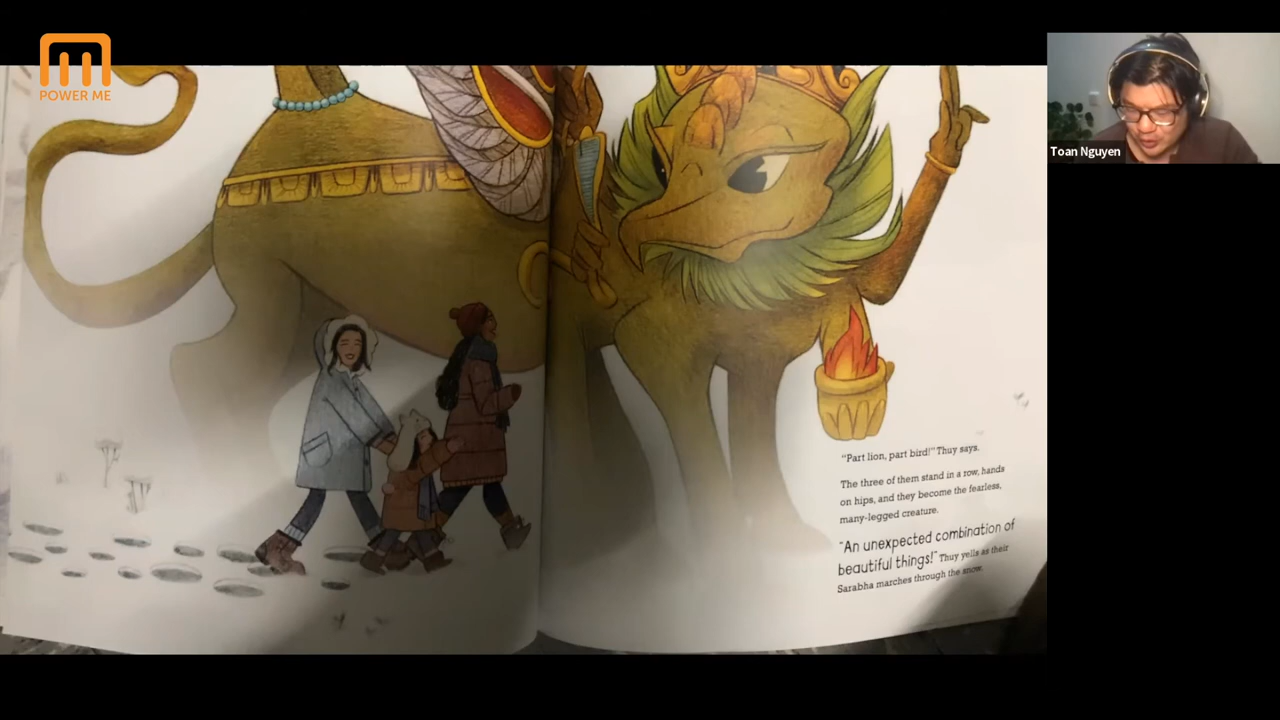 POWER ME
Toan Nguyen
“Part lion, part bird!” Thuy says.
The three of them stand in a row, hands
on hips, and they become the fearless,
many-legged creature.
“An unexpected combination of
beautiful things!” Thuy yells as their
Sarabha marches through the snow.